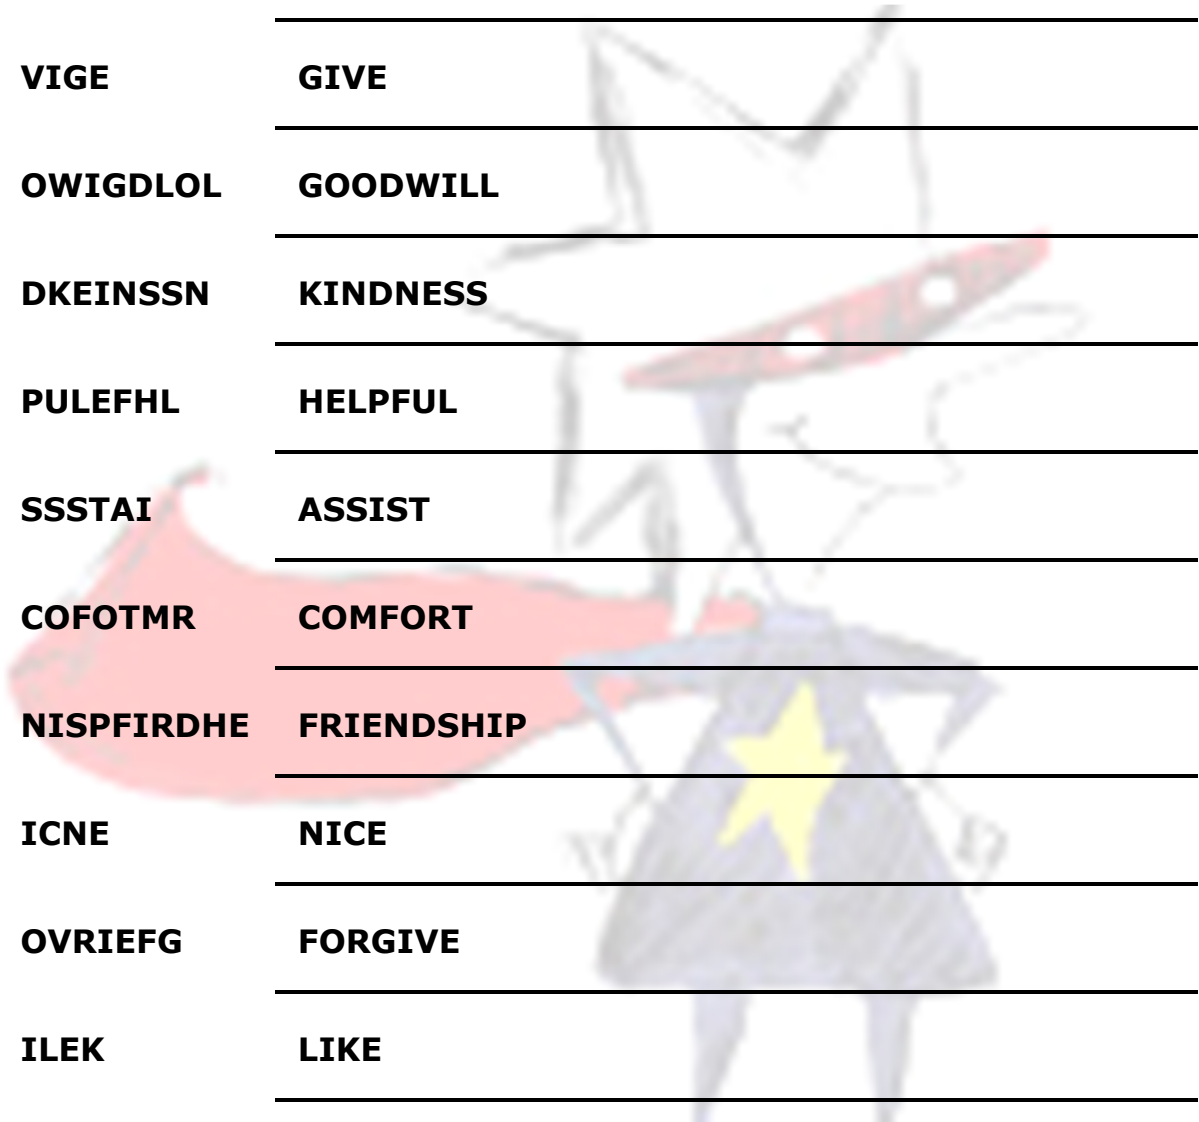 VIGE GIVE
OWIGDLOL GOODWILL
DKEINSSN KINDNESS
PULEFHL HELPFUL
SSSTAI ASSIST
COFOTMR COMFORT
NISPFIRDHE FRIENDSHIP
ICNE NICE
OVRIEFG FORGIVE
ILEK LIKE